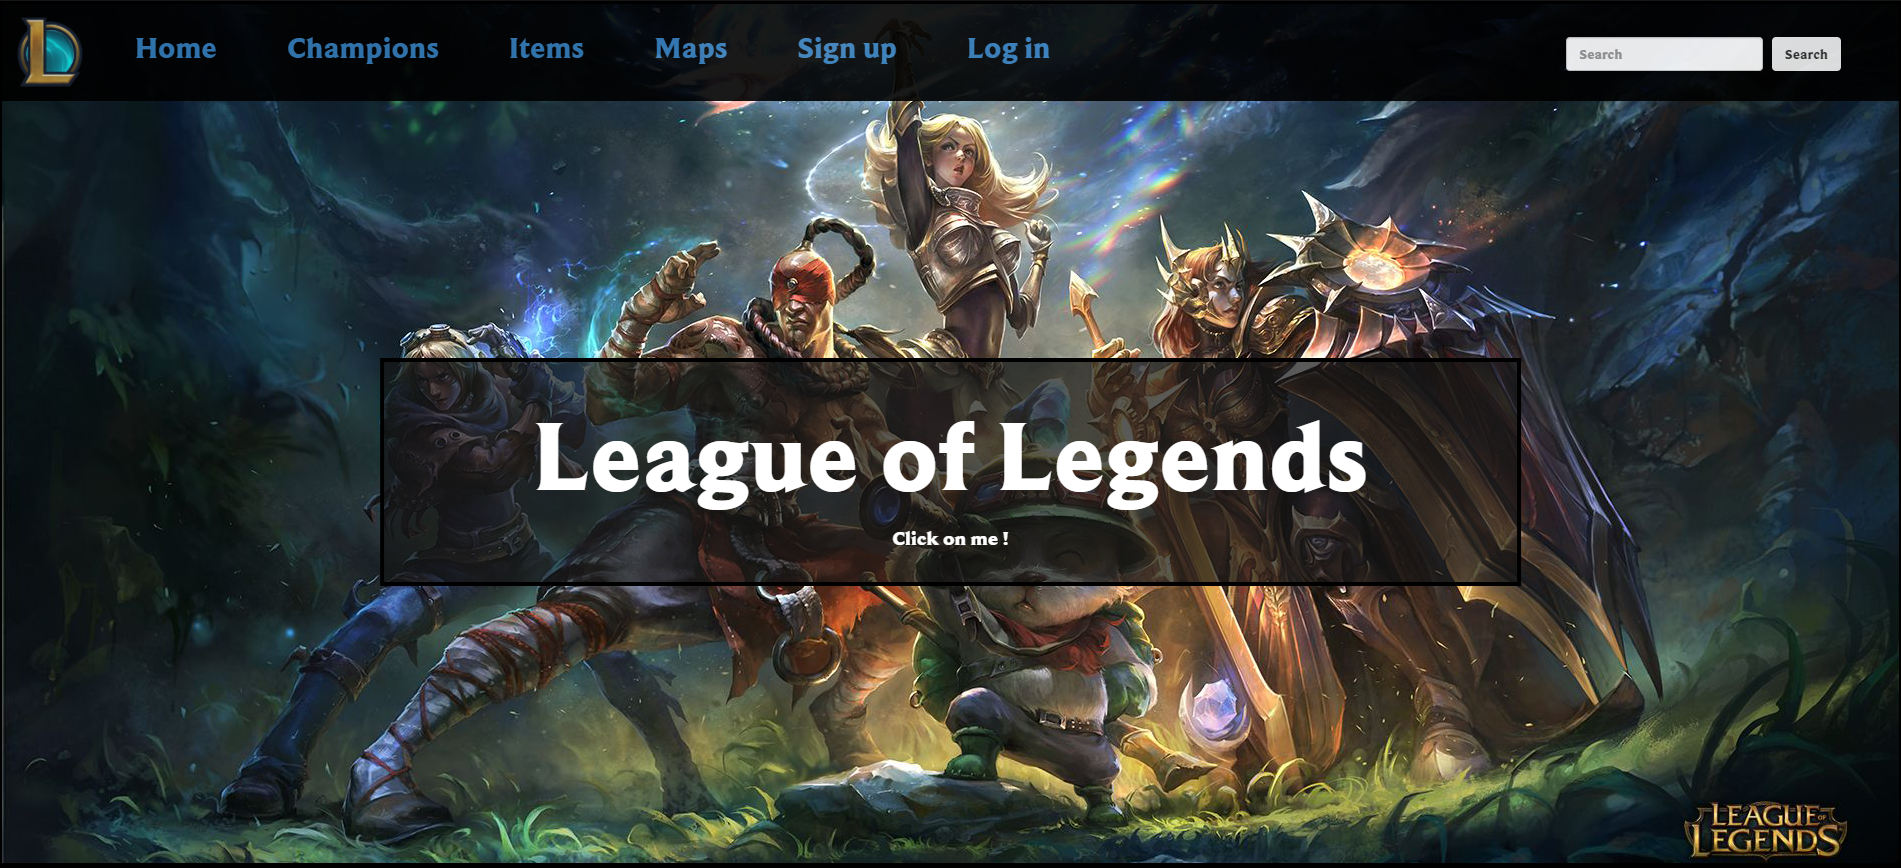 Home Champions Items Maps Sign up Log in Search Search
League of Legends
Click on me !
LEAGUE OF
LEGENDS